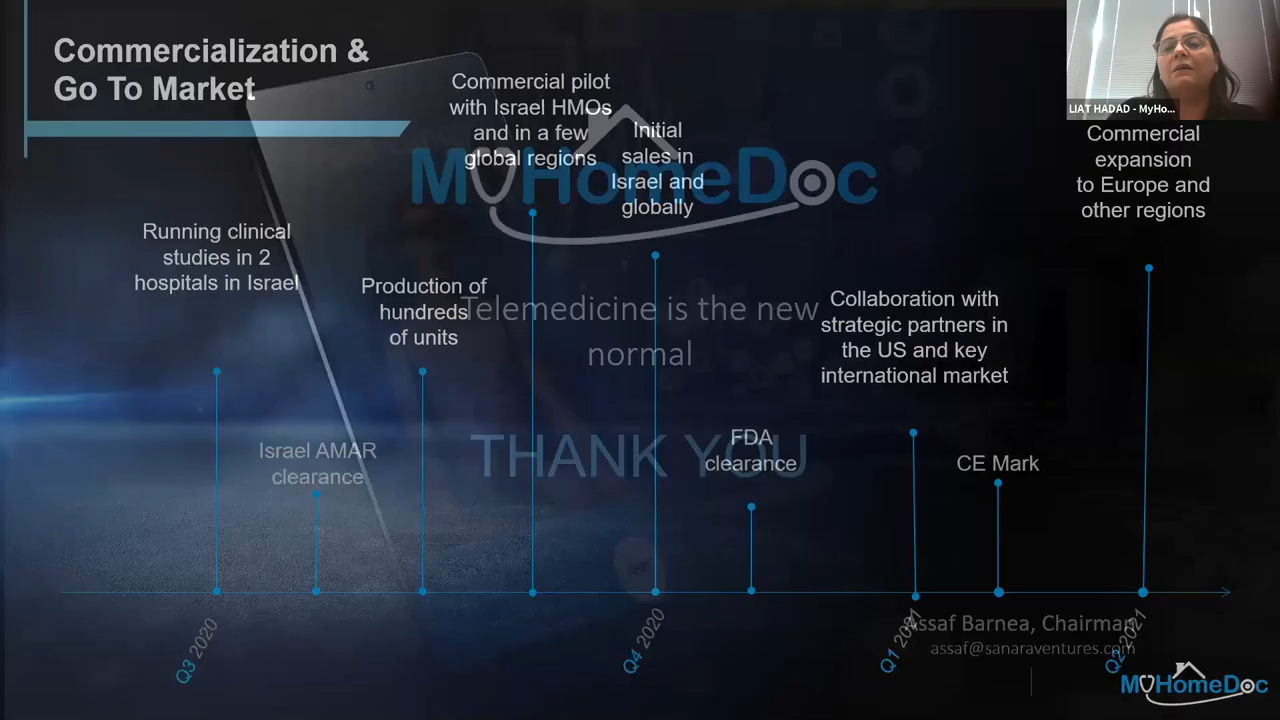 Commercialization &
Go To Market
LIAT HADAD - MyHo...
Commercial pilot
with Israel HMOs
and in a few
global regions
Initial
sales in
Israel and
globally
Commercial
expansion
to Europe and
other regions
MyHomeDoc
Running clinical
studies in 2
hospitals in Israel
Production of
hundreds
of units
Telemedicine is the new
normal
Collaboration with
strategic partners in
the US and key
international market
Israel AMAR
clearance
THANK YOU
FDA
clearance
CE Mark
Q3 2020
Q4 2020
Q1 2021
Q2 2021
Assaf Barnea, Chairman
assaf@sanaraventures.com
MyHomeDoc